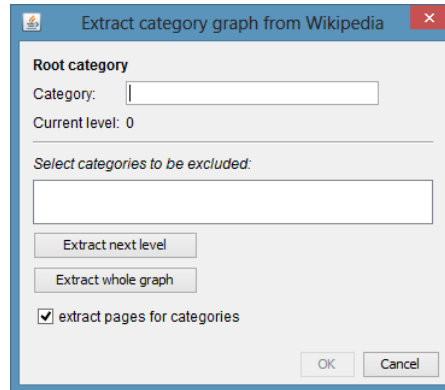 Extract category graph from Wikipedia
Root category
Category:
Current level: 0
Select categories to be excluded:
Extract next level
Extract whole graph
extract pages for categories
OK Cancel